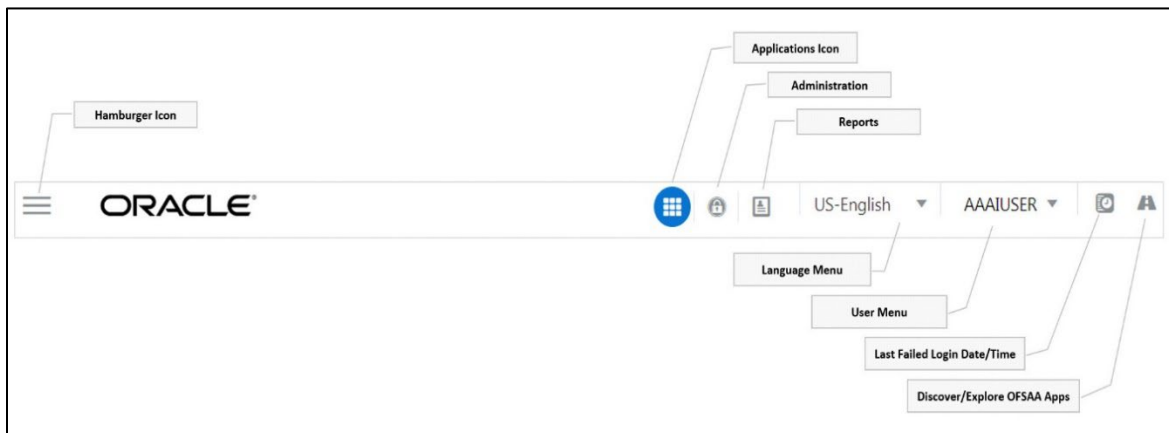 Applications Icon
Administration
Hamburger Icon
Reports
ORACLE® US-English AAAIUSER
Language Menu
User Menu
Last Failed Login Date/Time
Discover/Explore OFSAA Apps